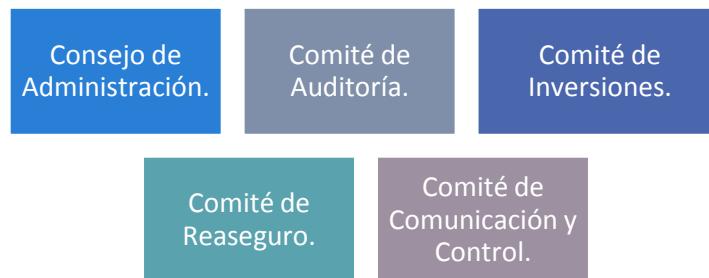 Consejo de
Administración.
Comité de
Auditoría.
Comité de
Inversiones.
Comité de
Reaseguro.
Comité de
Comunicación y
Control.